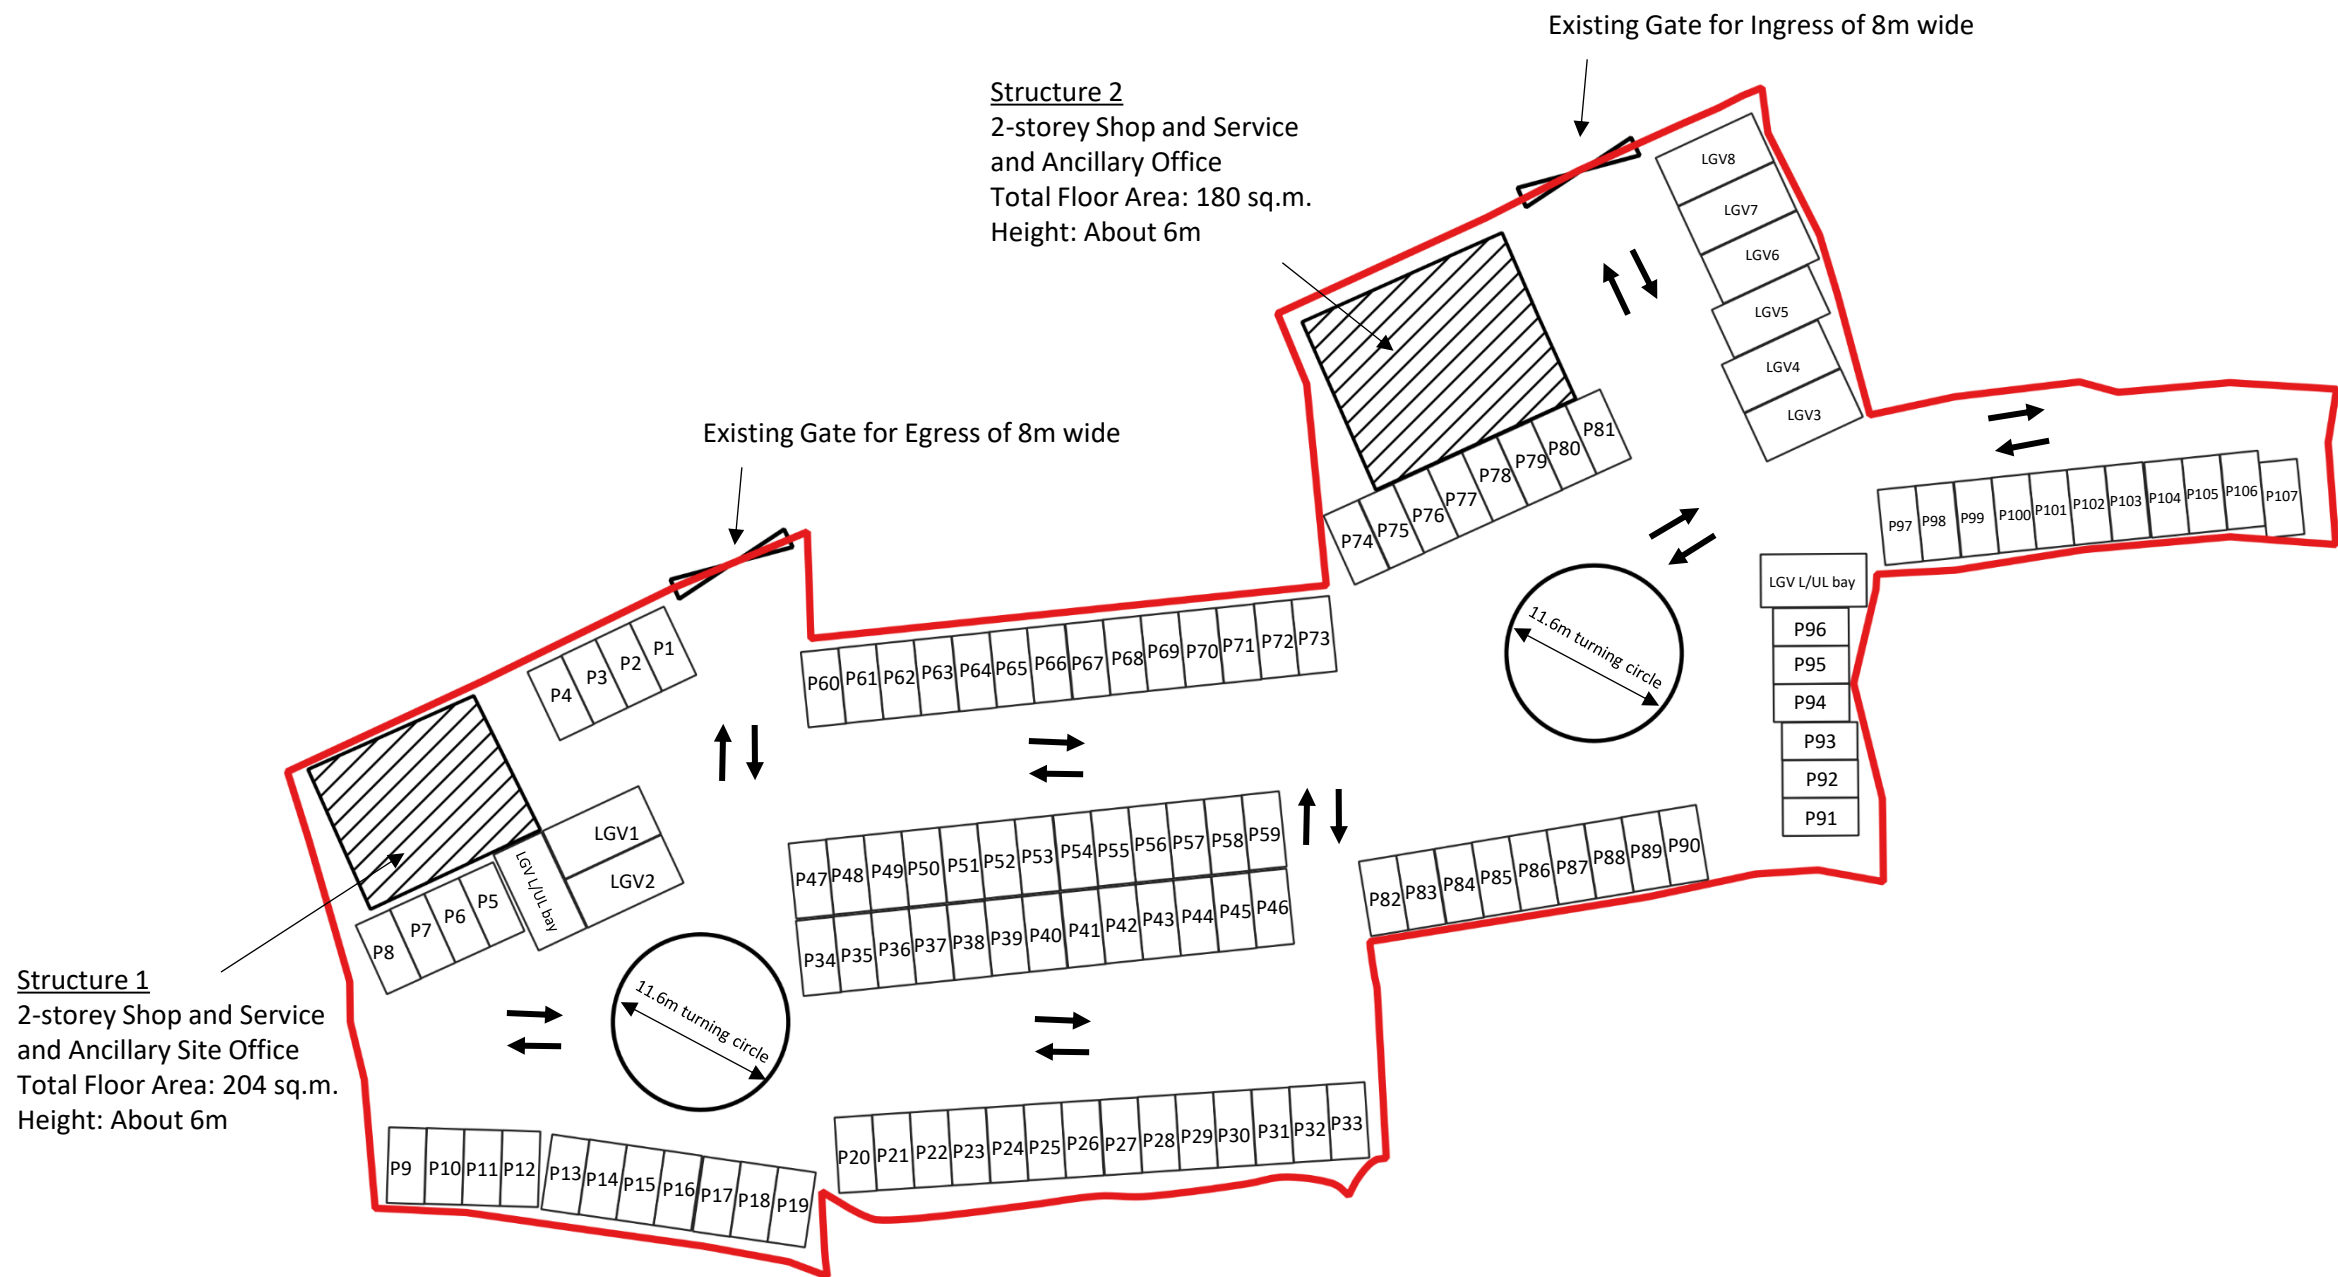 Existing Gate for Ingress of 8m wide
Structure 2
2-storey Shop and Service
and Ancillary Office
Total Floor Area: 180 sq.m.
Height: About 6m
LGV8
LGV7
LGV6
LGV5
LGV4
LGV3
Existing Gate for Egress of 8m wide
P74 P75 P76 P77 P78 P79 P80 P81
P97 P98 P99 P100 P101 P102 P103 P104 P105 P106 P107
LGV L/UL bay
P96
P95
P94
P93
P92
P91
11.6m turning circle
P4 P3 P2 P1
P60 P61 P62 P63 P64 P65 P66 P67 P68 P69 P70 P71 P72 P73
LGV1
LGV2
LGV L/UL bay
P8 P7 P6 P5
P47 P48 P49 P50 P51 P52 P53 P54 P55 P56 P57 P58 P59
P34 P35 P36 P37 P38 P39 P40 P41 P42 P43 P44 P45 P46
P82 P83 P84 P85 P86 P87 P88 P89 P90
Structure 1
2-storey Shop and Service
and Ancillary Site Office
Total Floor Area: 204 sq.m.
Height: About 6m
11.6m turning circle
P9 P10 P11 P12 P13 P14 P15 P16 P17 P18 P19
P20 P21 P22 P23 P24 P25 P26 P27 P28 P29 P30 P31 P32 P33